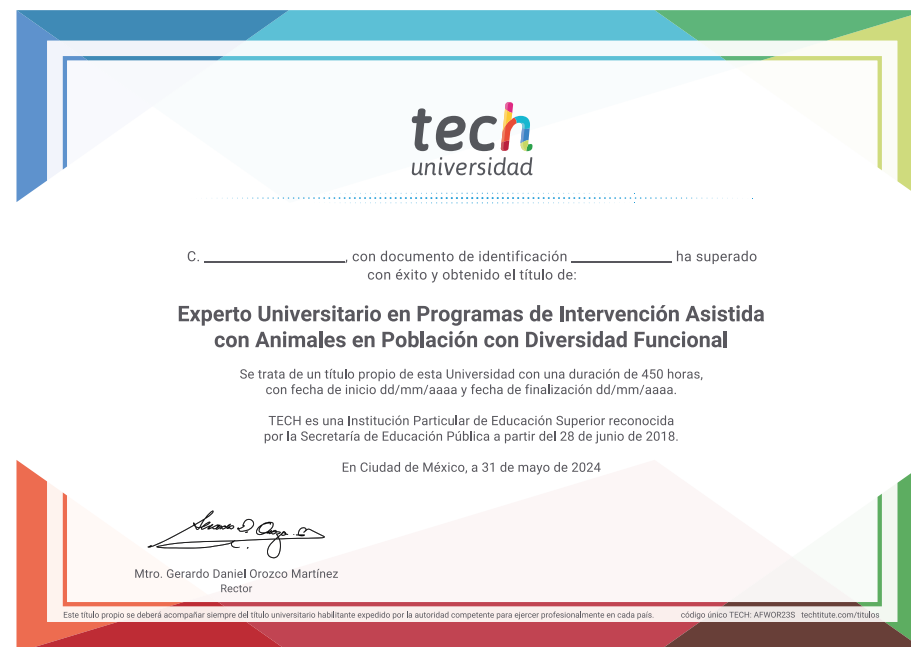 tech
universidad
C. ______________, con documento de identificación __________ ha superado
con éxito y obtenido el título de:
Experto Universitario en Programas de Intervención Asistida
con Animales en Población con Diversidad Funcional
Se trata de un título propio de esta Universidad con una duración de 450 horas,
con fecha de inicio dd/mm/aaaa y fecha de finalización dd/mm/aaaa.
TECH es una Institución Particular de Educación Superior reconocida
por la Secretaría de Educación Pública a partir del 28 de junio de 2018.
En Ciudad de México, a 31 de mayo de 2024
Mtro. Gerardo Daniel Orozco Martínez
Rector
Este título propio se deberá acompañar siempre del título universitario habilitante expedido por la autoridad competente para ejercer profesionalmente en cada país. código único TECH: AFWOR23S techtitute.com/titulos